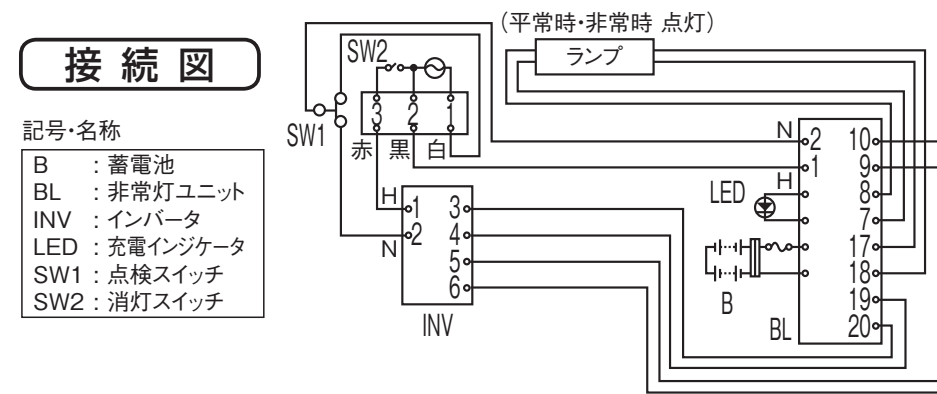 接続図
記号・名称
B : 蓄電池
BL : 非常灯ユニット
INV : インバータ
LED : 充電インジケータ
SW1 : 点検スイッチ
SW2 : 消灯スイッチ
(平常時・非常時 点灯)
ランプ
SW2
3 2 1
SW1
赤 黒 白
H
1
N
2
3
4
5
6
INV
N
2
1
H
LED
B
BL
10
9
8
7
17
18
19
20